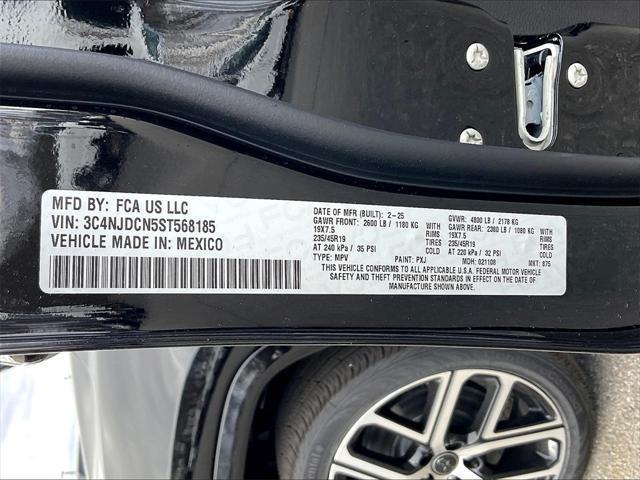 MFD BY: FCA US LLC
VIN: 3C4NJDCN5ST568185
VEHICLE MADE IN: MEXICO
DATE OF MFR (BUILT): 2-25 GVWR: 4800 LB / 2178 KG
GAWR FRONT: 2600 LB / 1180 KG GAWR REAR: 2380 LB / 1080 KG
19X7.5 RIMS 19X7.5 RIMS
235/45R19 TIRES 235/45R19 TIRES
AT 240 kPa / 35 PSI COLD AT 220 kPa / 32 PSI COLD
TYPE: MPV PAINT: PXJ MDH: 021108 MKT: 875
THIS VEHICLE CONFORMS TO ALL APPLICABLE U.S.A. FEDERAL MOTOR VEHICLE
SAFETY AND THEFT PREVENTION STANDARDS IN EFFECT ON THE DATE OF
MANUFACTURE SHOWN ABOVE.